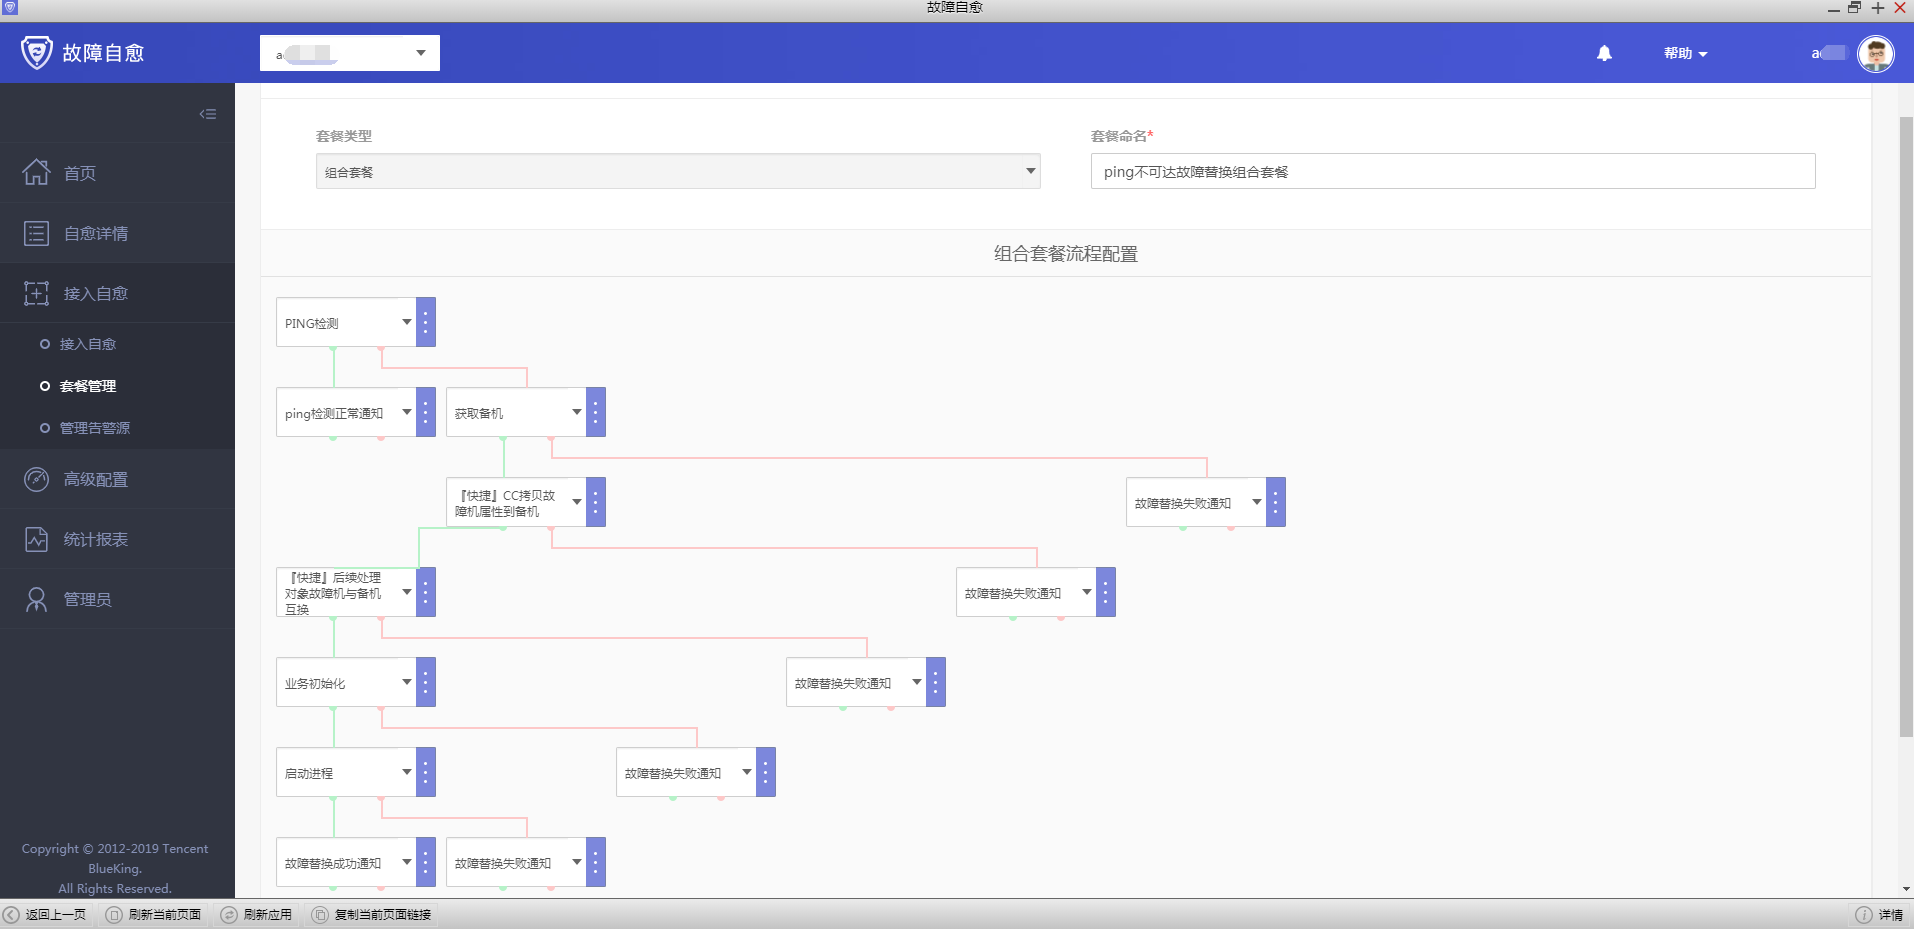 故障自愈
故障自愈
帮助
首页
自愈详情
接入自愈
接入自愈
套餐管理
管理告警源
高级配置
统计报表
管理员
Copyright © 2012-2019 Tencent
BlueKing.
All Rights Reserved.
套餐类型
组合套餐
套餐命名*
ping不可达故障替换组合套餐
组合套餐流程配置
PING检测
ping检测正常通知
获取备机
『快捷』CC拷贝故
障机属性到备机
故障替换失败通知
『快捷』后续处理
对象故障机与备机
互换
故障替换失败通知
业务初始化
故障替换失败通知
启动进程
故障替换失败通知
故障替换成功通知
故障替换失败通知
返回上一页
刷新当前页面
刷新应用
复制当前页面链接
详情